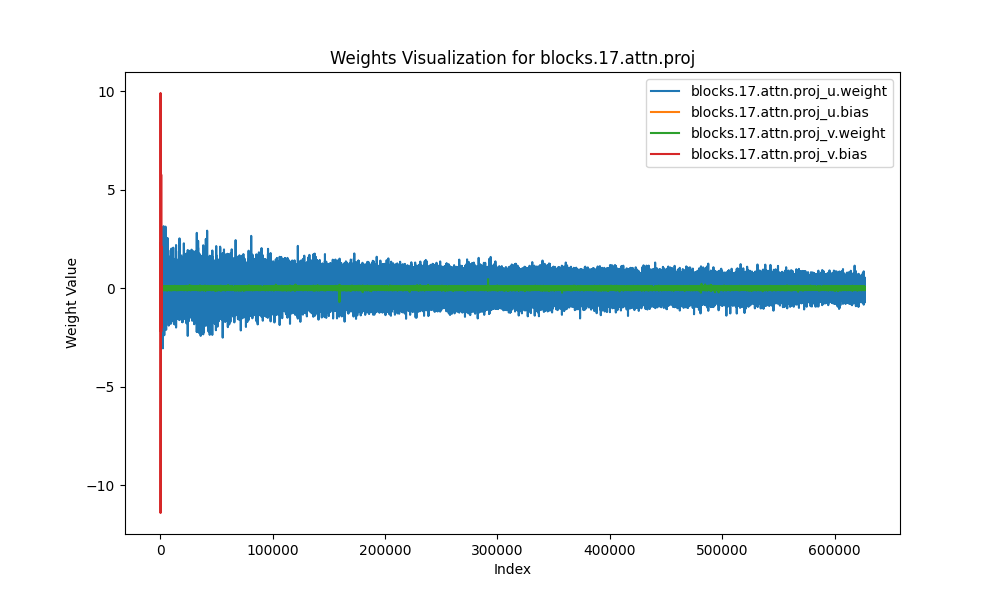 Weights Visualization for blocks.17.attn.proj
blocks.17.attn.proj_u.weight
blocks.17.attn.proj_u.bias
blocks.17.attn.proj_v.weight
blocks.17.attn.proj_v.bias
10
5
0
−5
−10
Weight Value
0 100000 200000 300000 400000 500000 600000
Index